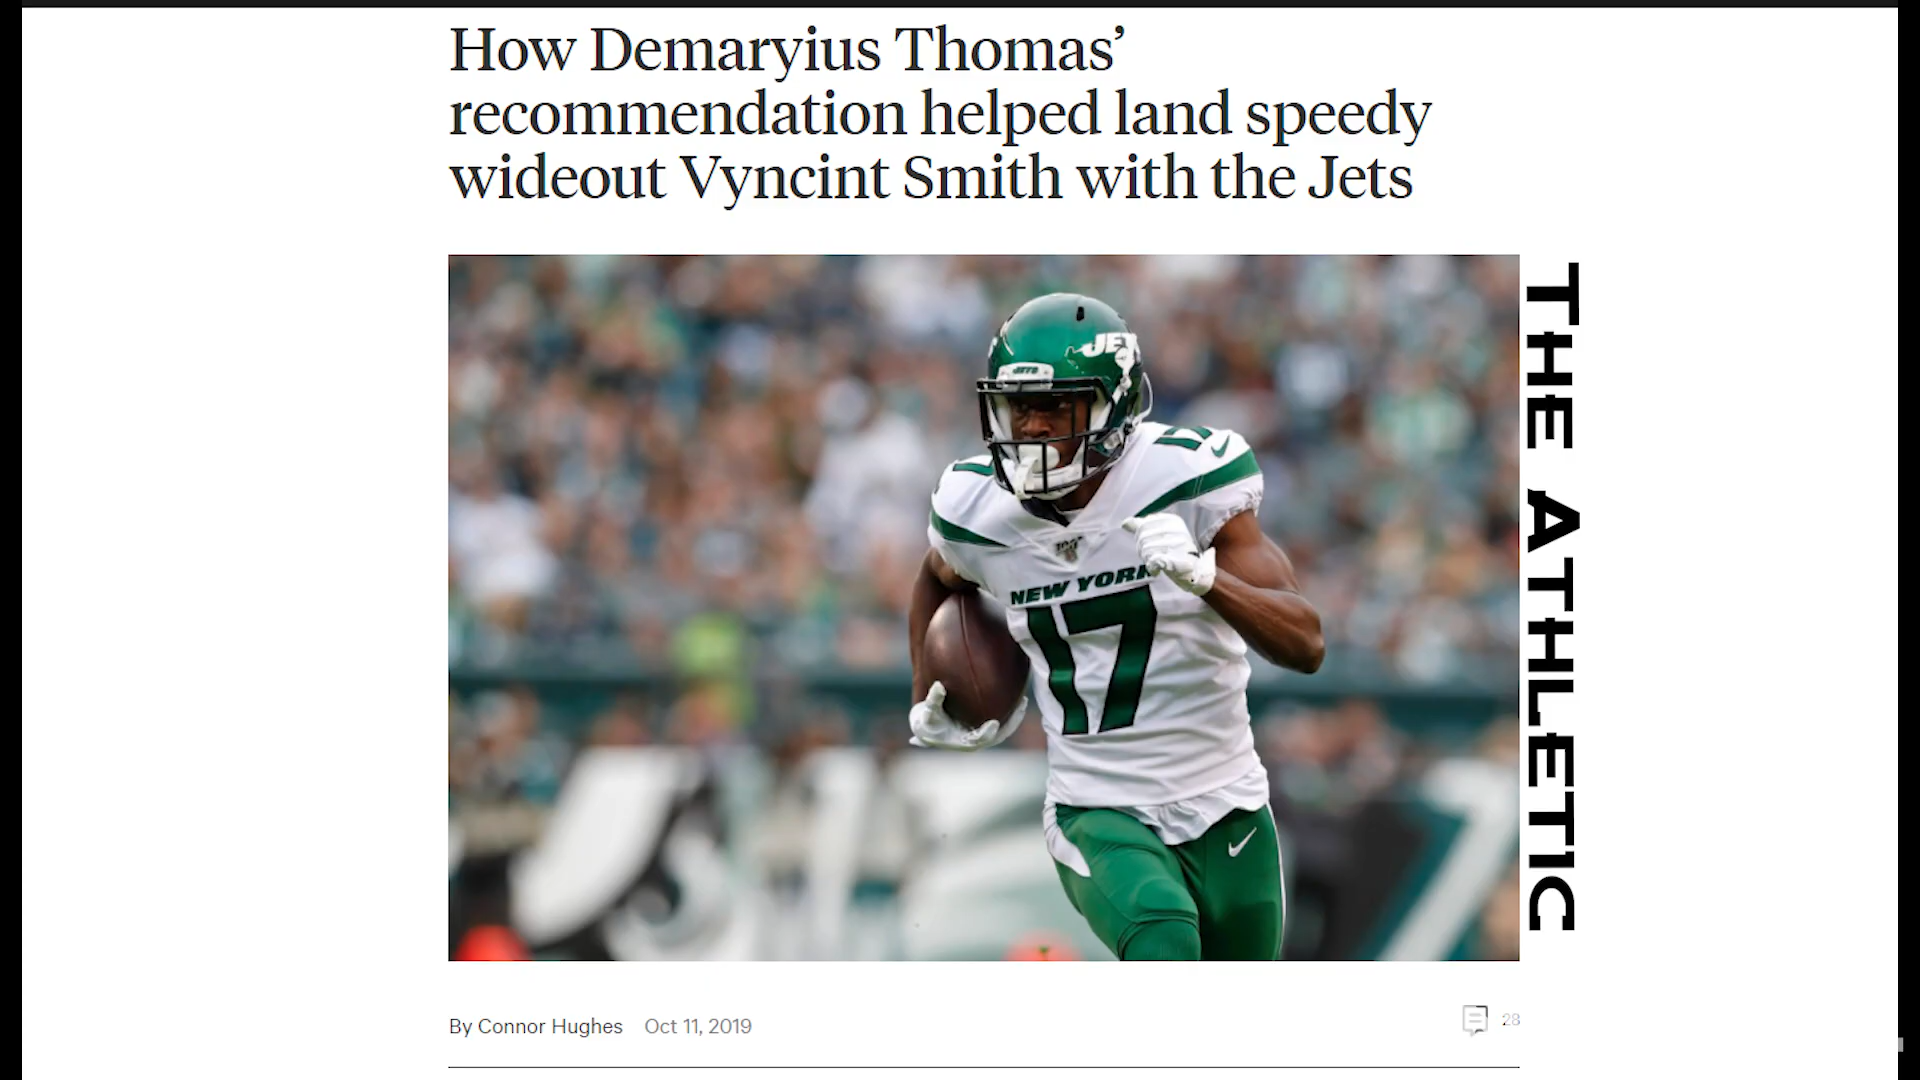 How Demaryius Thomas’
recommendation helped land speedy
wideout Vyncint Smith with the Jets
THE ATHLETIC
JETS
17
NEW YORK
17
By Connor Hughes Oct 11, 2019
28